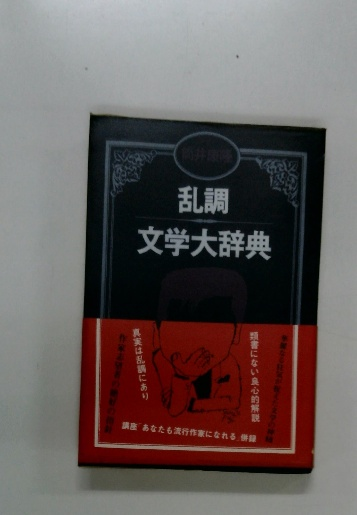 筒井康隆
乱調
文学大辞典
類書にない良心的解説
真実は乱調にあり
講座「あなたも流行作家になれる」併録